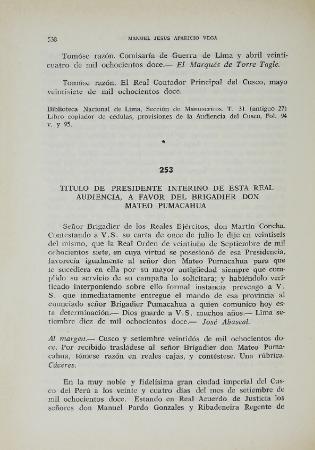 538
MANUEL JESUS APARICIO VEGA
Tomóse razón. Comisaría de Guerra de Lima y abril veinti-
cuatro de mil ochocientos doce.— El Marqués de Torre Tagle.
Tomóse razón. El Real Contador Principal del Cusco, mayo
veintisiete de mil ochocientos doce.
Biblioteca Nacional de Lima, Sección de Manuscritos. T. 31 (antiguo 27)
Libro copiador de cédulas, provisiones de la Audiencia del Cusco, Fol. 94
v. y 95.
*
253
TITULO DE PRESIDENTE INTERINO DE ESTA REAL
AUDIENCIA, A FAVOR DEL BRIGADIER DON
MATEO PUMACAHUA
Señor Brigadier de los Reales Ejércitos, don Martín Concha.
Contestando a V.S. su carta de once de julio le dije en veintiseis
del mismo, que la Real Orden de veintiuno de Septiembre de mil
ochocientos siete, en cuya virtud se posesionó de esa Presidencia,
favorecía igualmente al señor don Mateo Pumacahua para que
le sucediera en ella por su mayor antigüedad siempre que cum-
plido su servicio de su campaña lo solicitara; y habiéndolo veri-
ticado interponiendo sobre ello formal instancia prevengo a V.
S. que inmediatamente entregue el mando de esa provincia al
enunciado señor Brigadier Pumacahua a quien comunico hoy es-
ta determinación.— Dios guarde a V.S. muchos años.— Lima se-
tiembre diez de mil ochocientos doce.— José Abascal.
Al margen.— Cusco y setiembre veintidós de mil ochocientos do-
ce. Por recibido trasládese al señor Brigadier don Mateo Puma-
cahua, tómese razón en reales cajas, y contéstese. Una rúbrica.
Cáceres.
En la muy noble y fidelísima gran ciudad imperial del Cus-
co del Perú a los veinte y cuatro días del mes de setiembre de
mil ochocientos doce. Estando en Real Acuerdo de Justicia los
señores don Manuel Pardo Gonzales y Ribadeneira Regente de